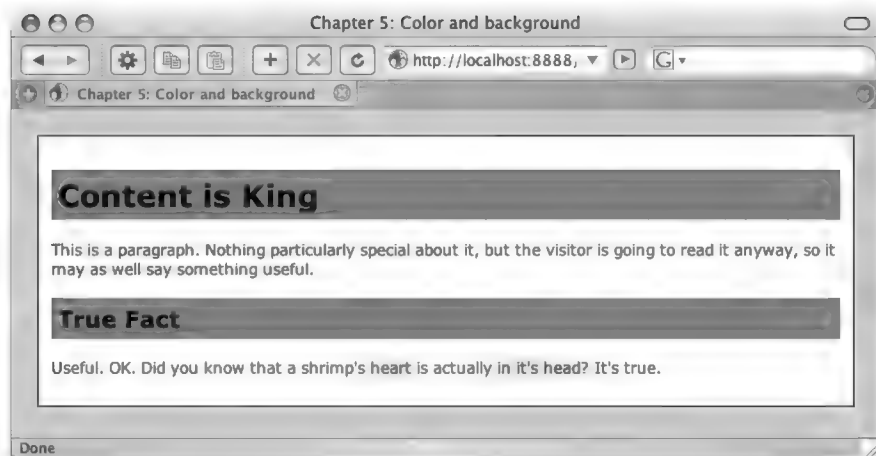 Chapter 5: Color and background
http://localhost:8888,
G
Chapter 5: Color and background
Content is King
This is a paragraph. Nothing particularly special about it, but the visitor is going to read it anyway, so it
may as well say something useful.
True Fact
Useful. OK. Did you know that a shrimp's heart is actually in it's head? It's true.
Done